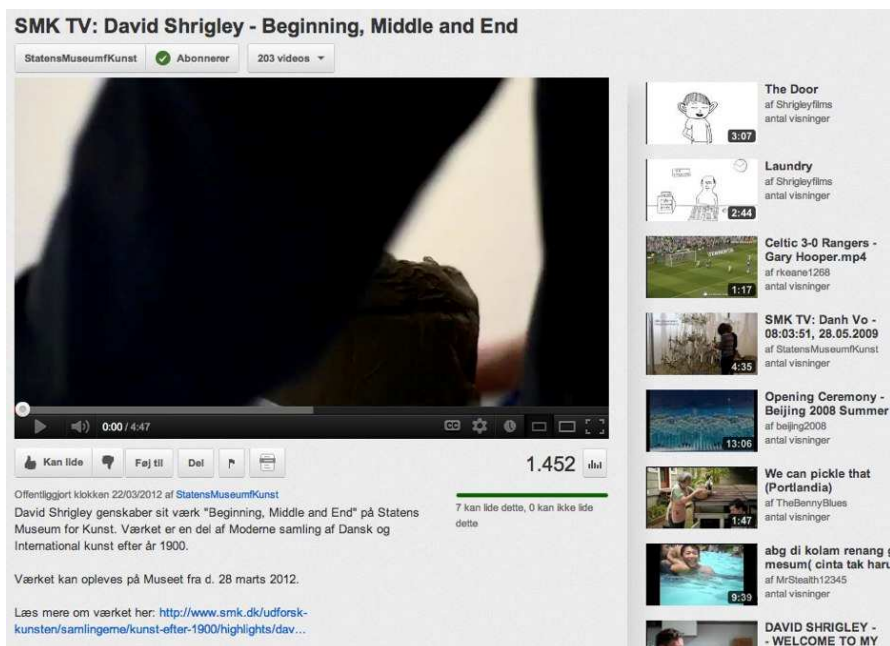 SMK TV: David Shrigley - Beginning, Middle and End
StatensMuseumfKunst Abonnerer 203 videos
0:00 / 4:47 CC
Kan lide Føj til Del
1.452
Offentliggjort klokken 22/03/2012 af StatensMuseumfKunst
David Shrigley genskaber sit værk "Beginning, Middle and End" på Statens
Museum for Kunst. Værket er en del af Moderne samling af Dansk og
International kunst efter år 1900.
Værket kan opleves på Museet fra d. 28 marts 2012.
Læs mere om værket her: http://www.smk.dk/udforsk-
kunsten/samlingerne/kunst-efter-1900/highlights/dav...
7 kan lide dette, 0 kan ikke lide
dette
The Door
af Shrigleyfilms
antal visninger
3:07
Laundry
af Shrigleyfilms
antal visninger
2:44
Celtic 3-0 Rangers -
Gary Hooper.mp4
af rkeane1268
antal visninger
1:17
SMK TV: Danh Vo -
08:03:51, 28.05.2009
af StatensMuseumfKunst
antal visninger
4:35
Opening Ceremony -
Beijing 2008 Summer
af beijing2008
antal visninger
13:06
We can pickle that
(Portlandia)
af TheBennyBlues
antal visninger
1:47
abg di kolam renang
mesum( cinta tak haru
af MrStealth12345
antal visninger
9:39
DAVID SHRIGLEY -
- WELCOME TO MY